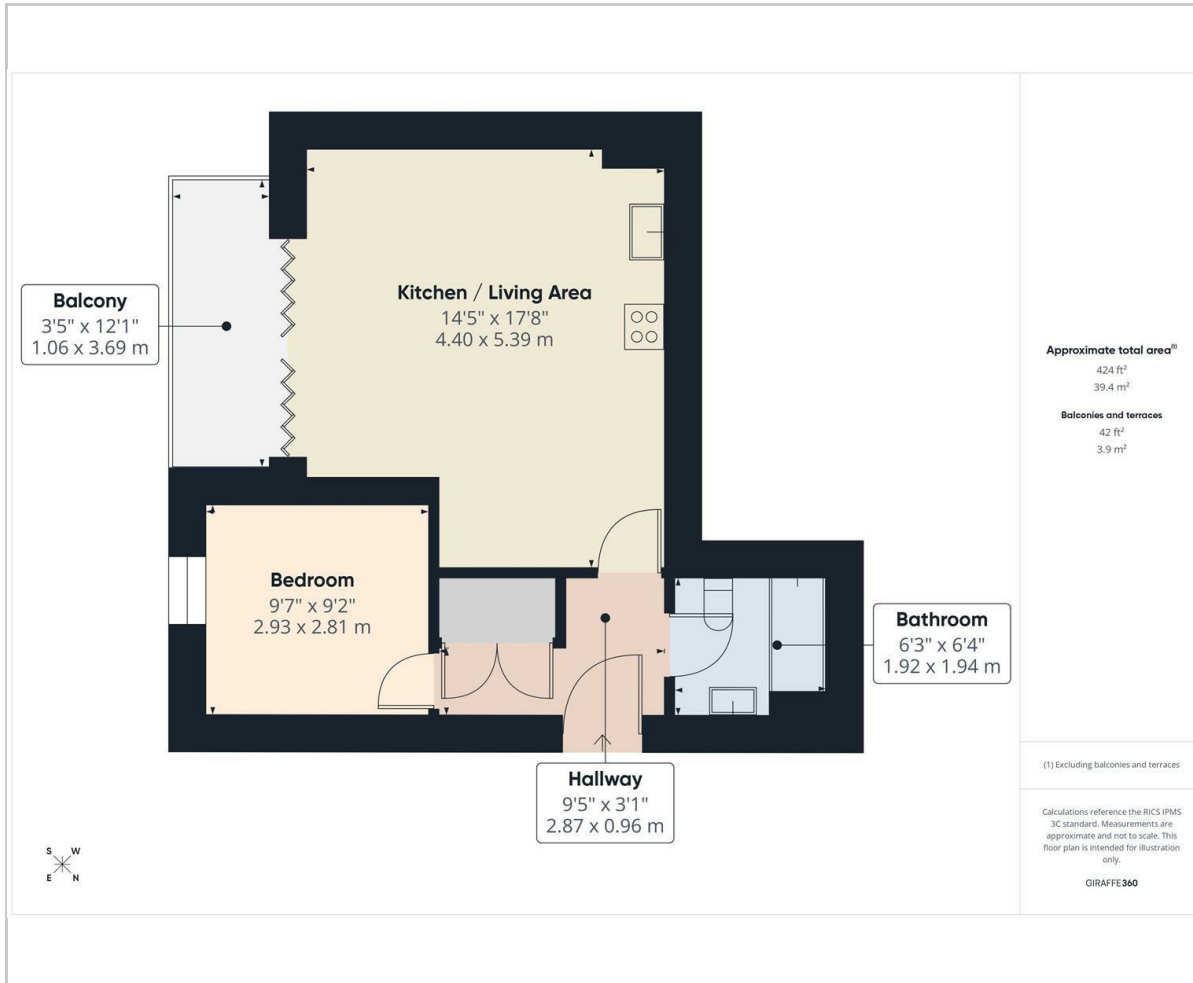 Kitchen / Living Area
14'5" x 17'8"
4.40 x 5.39 m
Balcony
3'5" x 12'1"
1.06 x 3.69 m
Bedroom
9'7" x 9'2"
2.93 x 2.81 m
Bathroom
6'3" x 6'4"
1.92 x 1.94 m
Hallway
9'5" x 3'1"
2.87 x 0.96 m
S W
E N
Approximate total area⁽¹⁾
424 ft²
39.4 m²
Balconies and terraces
42 ft²
3.9 m²
(1) Excluding balconies and terraces
Calculations reference the RICS IPMS
3C standard. Measurements are
approximate and not to scale. This
floor plan is intended for illustration
only.
GIRAFFE360